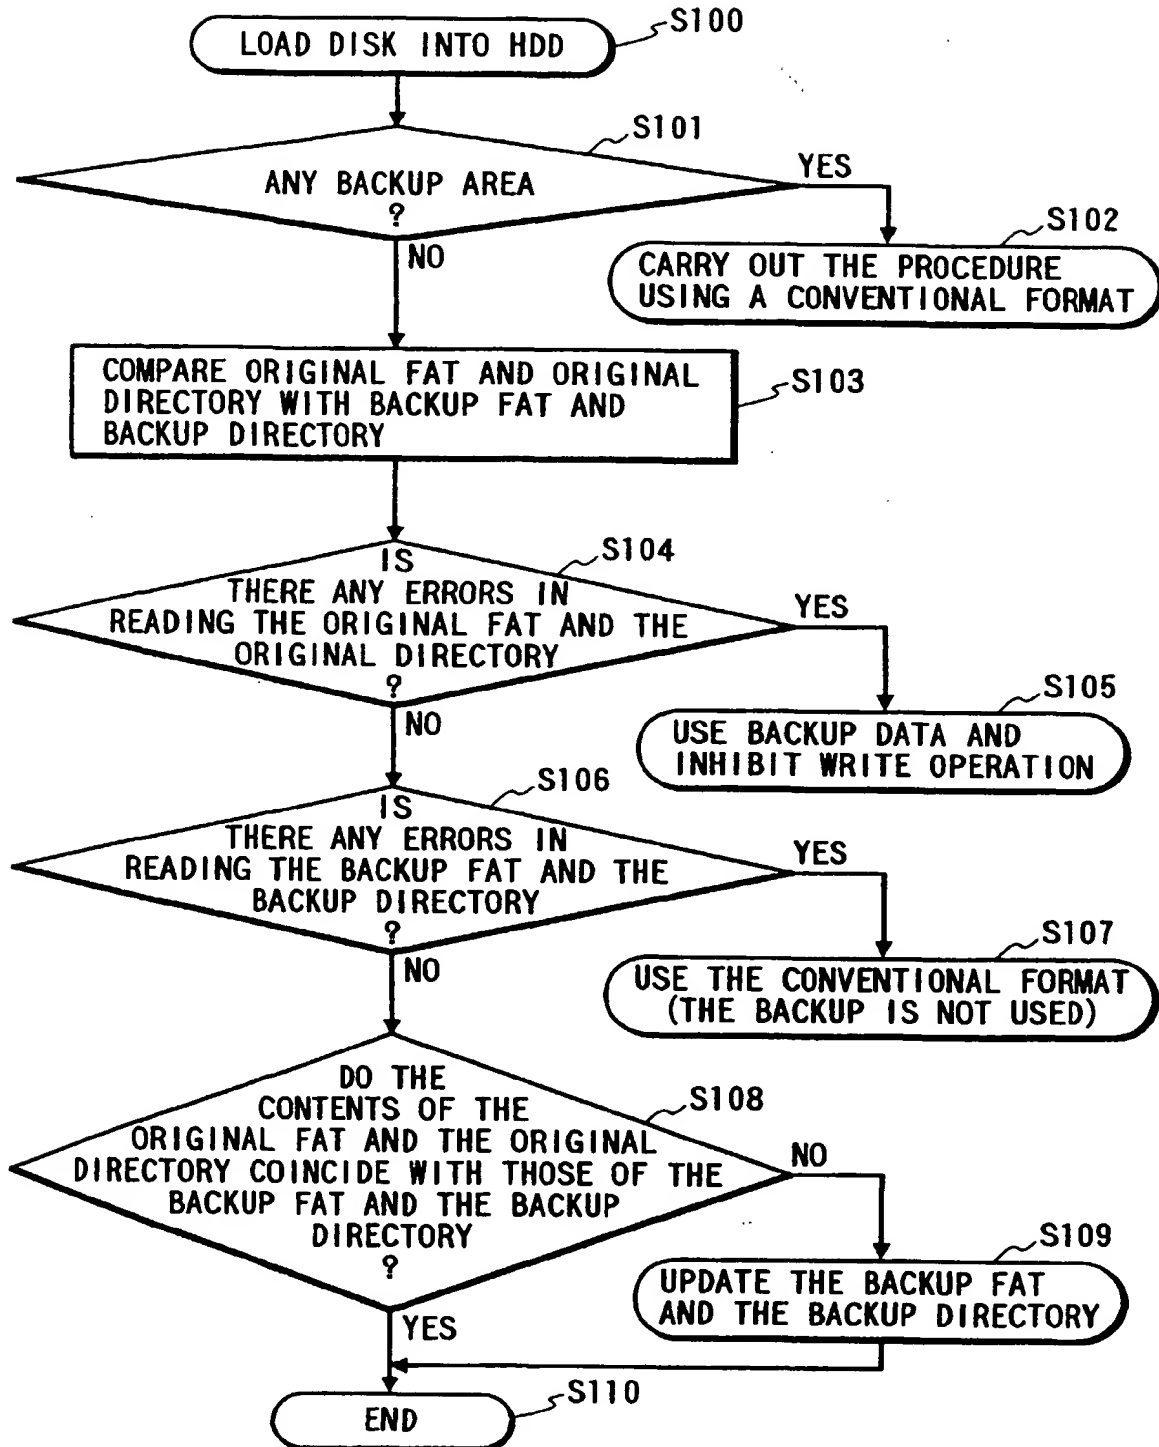 LOAD DISK INTO HDD
S100
S101
ANY BACKUP AREA
?
YES
NO
S102
CARRY OUT THE PROCEDURE
USING A CONVENTIONAL FORMAT
COMPARE ORIGINAL FAT AND ORIGINAL
DIRECTORY WITH BACKUP FAT AND
BACKUP DIRECTORY
S103
S104
IS
THERE ANY ERRORS IN
READING THE ORIGINAL FAT AND THE
ORIGINAL DIRECTORY
?
YES
NO
S105
USE BACKUP DATA AND
INHIBIT WRITE OPERATION
S106
IS
THERE ANY ERRORS IN
READING THE BACKUP FAT AND THE
BACKUP DIRECTORY
?
YES
NO
S107
USE THE CONVENTIONAL FORMAT
(THE BACKUP IS NOT USED)
S108
DO THE
CONTENTS OF THE
ORIGINAL FAT AND THE ORIGINAL
DIRECTORY COINCIDE WITH THOSE OF THE
BACKUP FAT AND THE BACKUP
DIRECTORY
?
NO
YES
S109
UPDATE THE BACKUP FAT
AND THE BACKUP DIRECTORY
END
S110